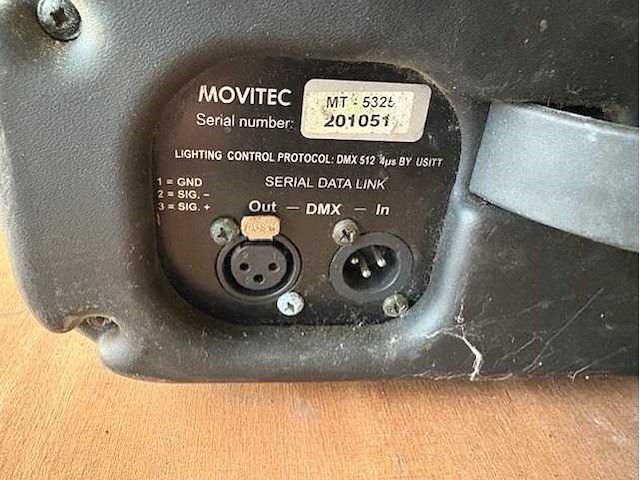 MOVITEC
MT - 5325
Serial number: 201051
LIGHTING CONTROL PROTOCOL: DMX 512 4µs BY USITT
1 = GND
2 = SIG. -
3 = SIG. +
SERIAL DATA LINK
Out - DMX - In